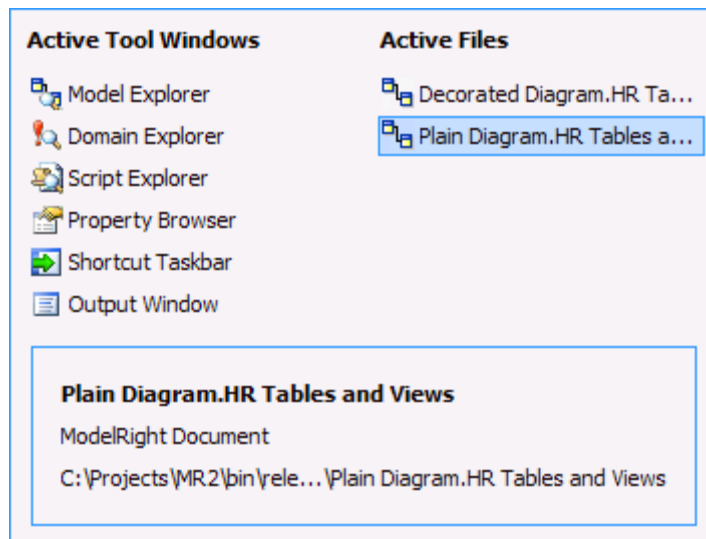 Active Tool Windows
Model Explorer
Domain Explorer
Script Explorer
Property Browser
Shortcut Taskbar
Output Window
Active Files
Decorated Diagram.HR Ta...
Plain Diagram.HR Tables a...
Plain Diagram.HR Tables and Views
ModelRight Document
C:\Projects\MR2\bin\rele...\Plain Diagram.HR Tables and Views